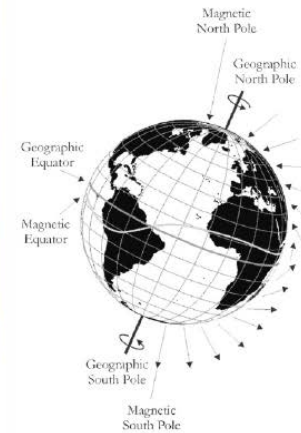 Magnetic
North Pole
Geographic
North Pole
Geographic
Equator
Magnetic
Equator
Geographic
South Pole
Magnetic
South Pole